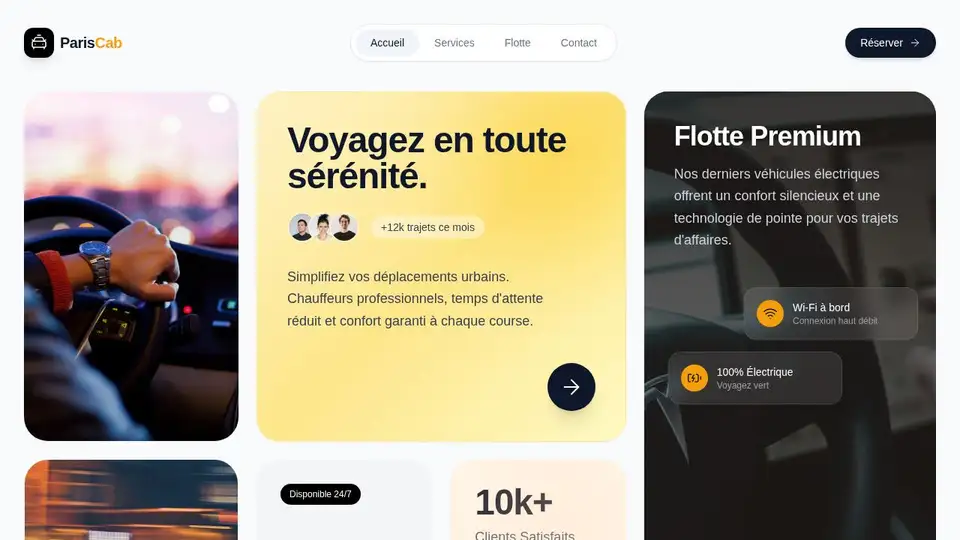 ParisCab
Accueil
Services
Flotte
Contact
Réserver
Voyagez en toute
sérénité.
+12k trajets ce mois
Simplifiez vos déplacements urbains.
Chauffeurs professionnels, temps d'attente
réduit et confort garanti à chaque course.
Flotte Premium
Nos derniers véhicules électriques
offrent un confort silencieux et une
technologie de pointe pour vos trajets
d'affaires.
Wi-Fi à bord
Connexion haut débit
100% Électrique
Voyagez vert
Disponible 24/7
10k+
Clients Satisfaits